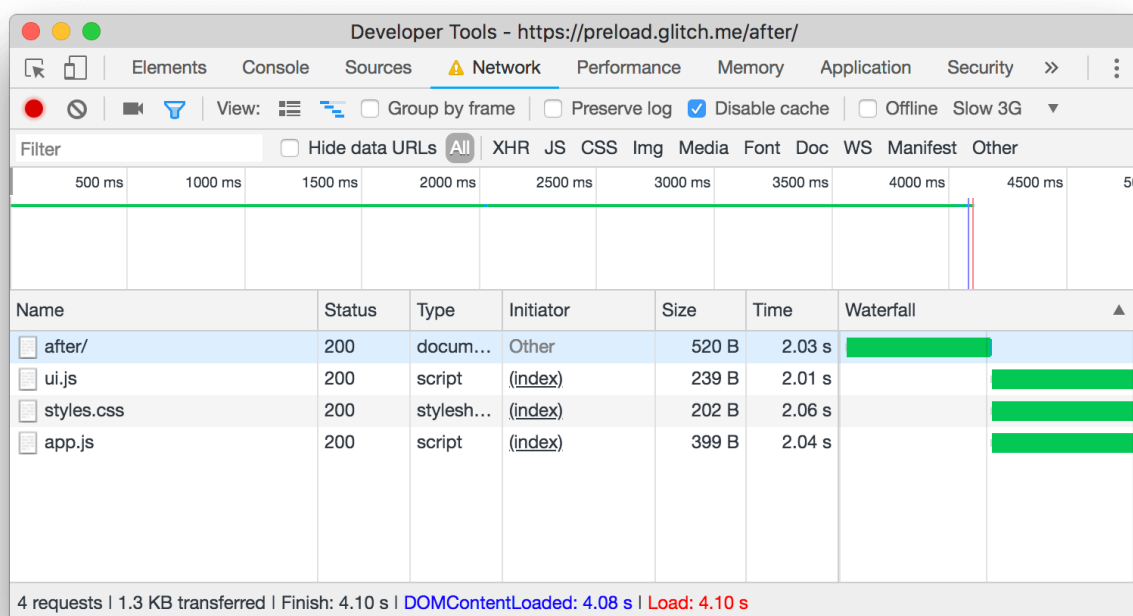 Developer Tools - https://preload.glitch.me/after/
Elements Console Sources Network Performance Memory Application Security »
View: Group by frame Preserve log Disable cache Offline Slow 3G ▼
Filter Hide data URLs All XHR JS CSS Img Media Font Doc WS Manifest Other
500 ms 1000 ms 1500 ms 2000 ms 2500 ms 3000 ms 3500 ms 4000 ms 4500 ms
Name Status Type Initiator Size Time Waterfall ▲
after/ 200 docum… Other 520 B 2.03 s
ui.js 200 script (index) 239 B 2.01 s
styles.css 200 stylesh… (index) 202 B 2.06 s
app.js 200 script (index) 399 B 2.04 s
4 requests | 1.3 KB transferred | Finish: 4.10 s | DOMContentLoaded: 4.08 s | Load: 4.10 s